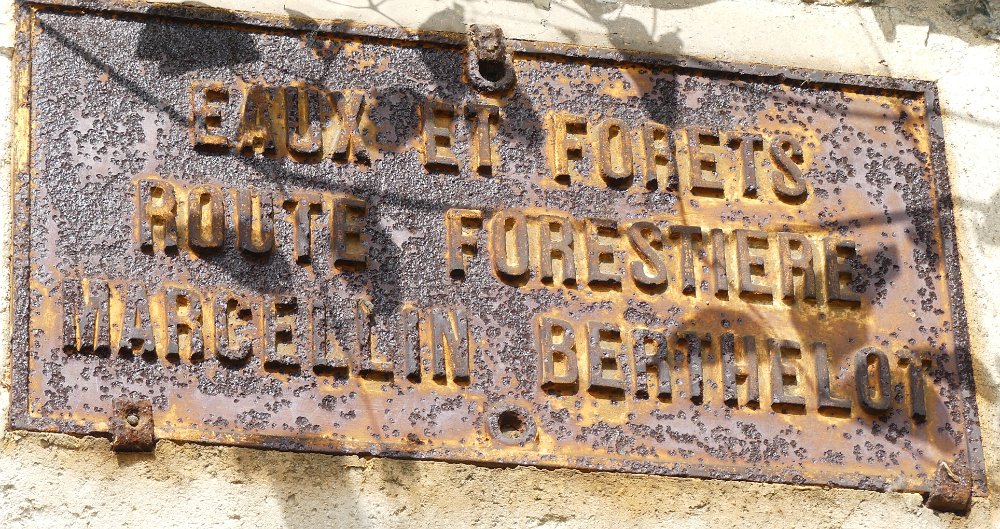 EAUX ET FORETS
ROUTE FORESTIERE
MARCELLIN BERTHELOT